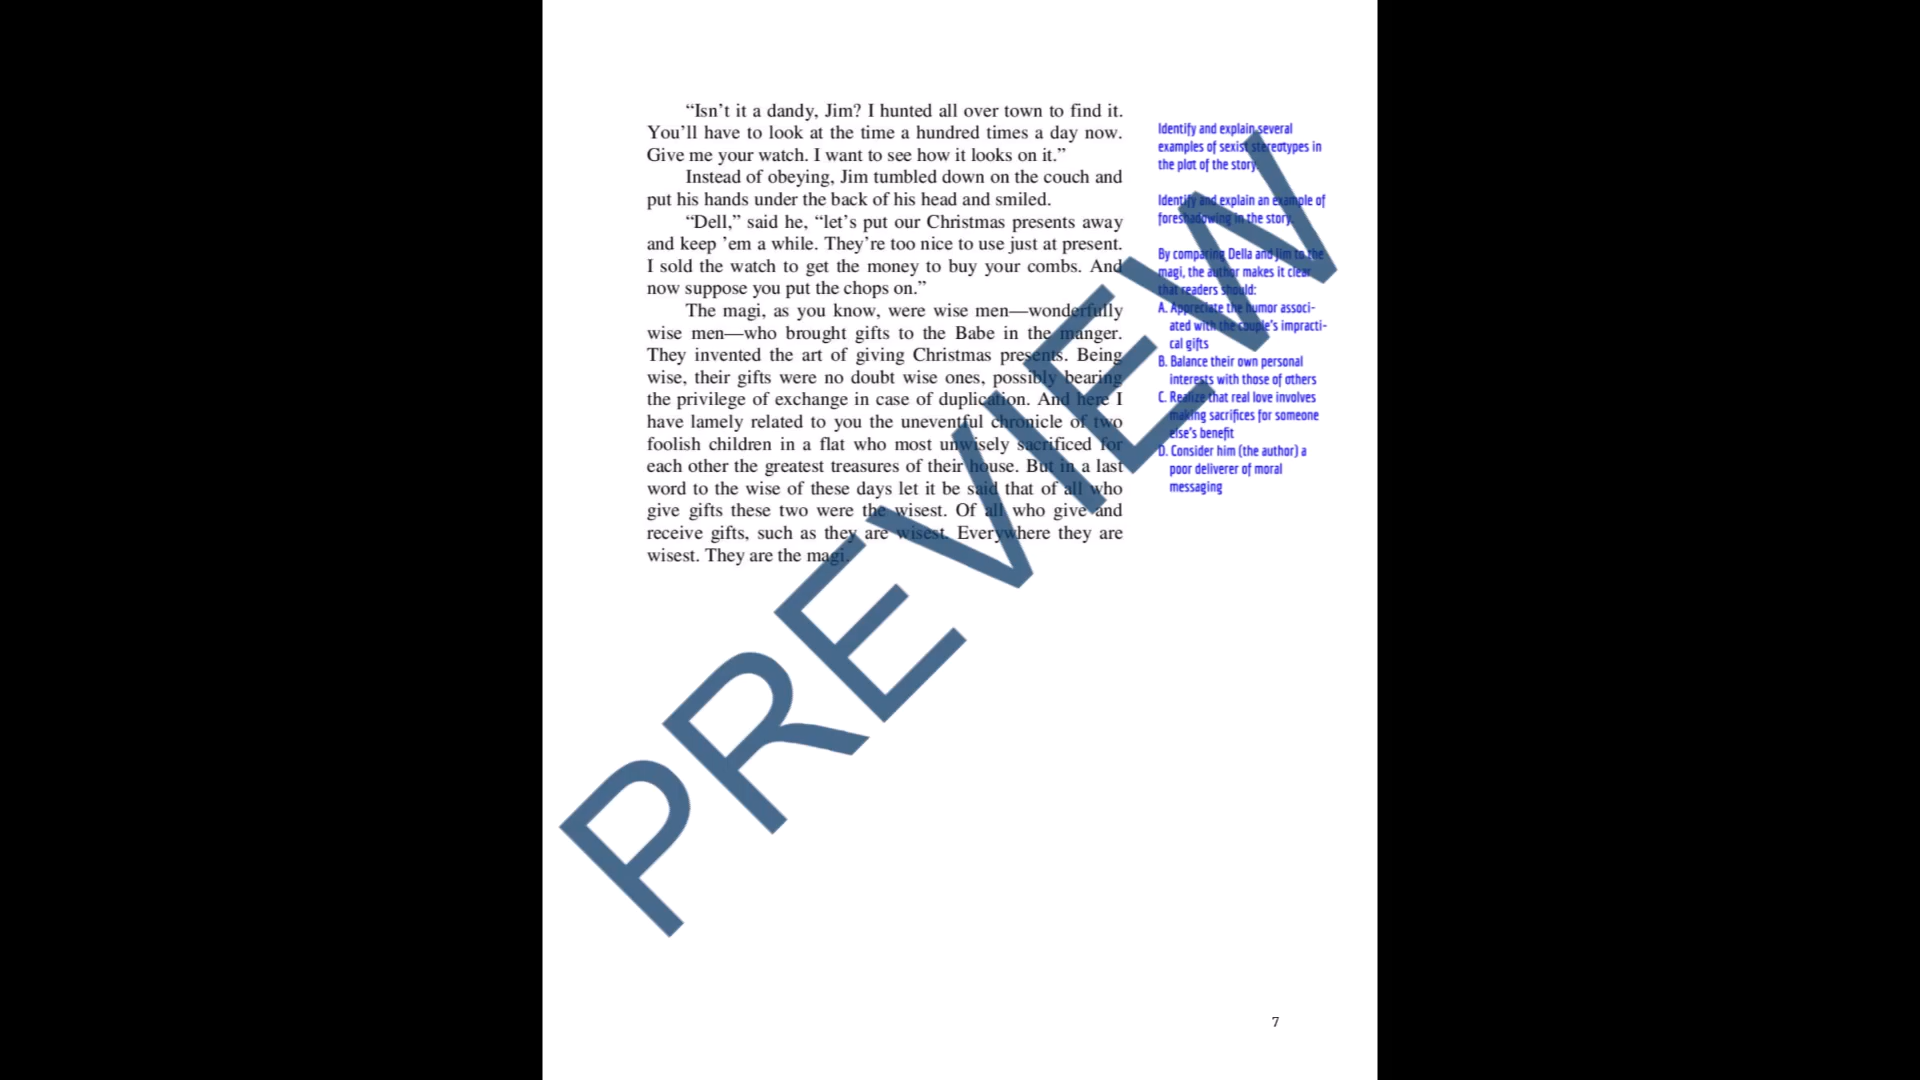 “Isn’t it a dandy, Jim? I hunted all over town to find it.
You’ll have to look at the time a hundred times a day now.
Give me your watch. I want to see how it looks on it.”
Instead of obeying, Jim tumbled down on the couch and
put his hands under the back of his head and smiled.
“Dell,” said he, “let’s put our Christmas presents away
and keep ’em a while. They’re too nice to use just at present.
I sold the watch to get the money to buy your combs. And
now suppose you put the chops on.”
The magi, as you know, were wise men—wonderfully
wise men—who brought gifts to the Babe in the manger.
They invented the art of giving Christmas presents. Being
wise, their gifts were no doubt wise ones, possibly bearing
the privilege of exchange in case of duplication. And here I
have lamely related to you the uneventful chronicle of two
foolish children in a flat who most unwisely sacrificed for
each other the greatest treasures of their house. But in a last
word to the wise of these days let it be said that of all who
give gifts these two were the wisest. Of all who give and
receive gifts, such as they are wisest. Everywhere they are
wisest. They are the magi.
Identify and explain several
examples of sexist stereotypes in
the plot of the story.
Identify and explain an example of
foreshadowing in the story.
By comparing Della and Jim to the
magi, the author makes it clear
that readers should:
A. Appreciate the humor associ-
ated with the couple’s impracti-
cal gifts
B. Balance their own personal
interests with those of others
C. Realize that real love involves
making sacrifices for someone
else’s benefit
D. Consider him (the author) a
poor deliverer of moral
messaging
PREVIEW
7